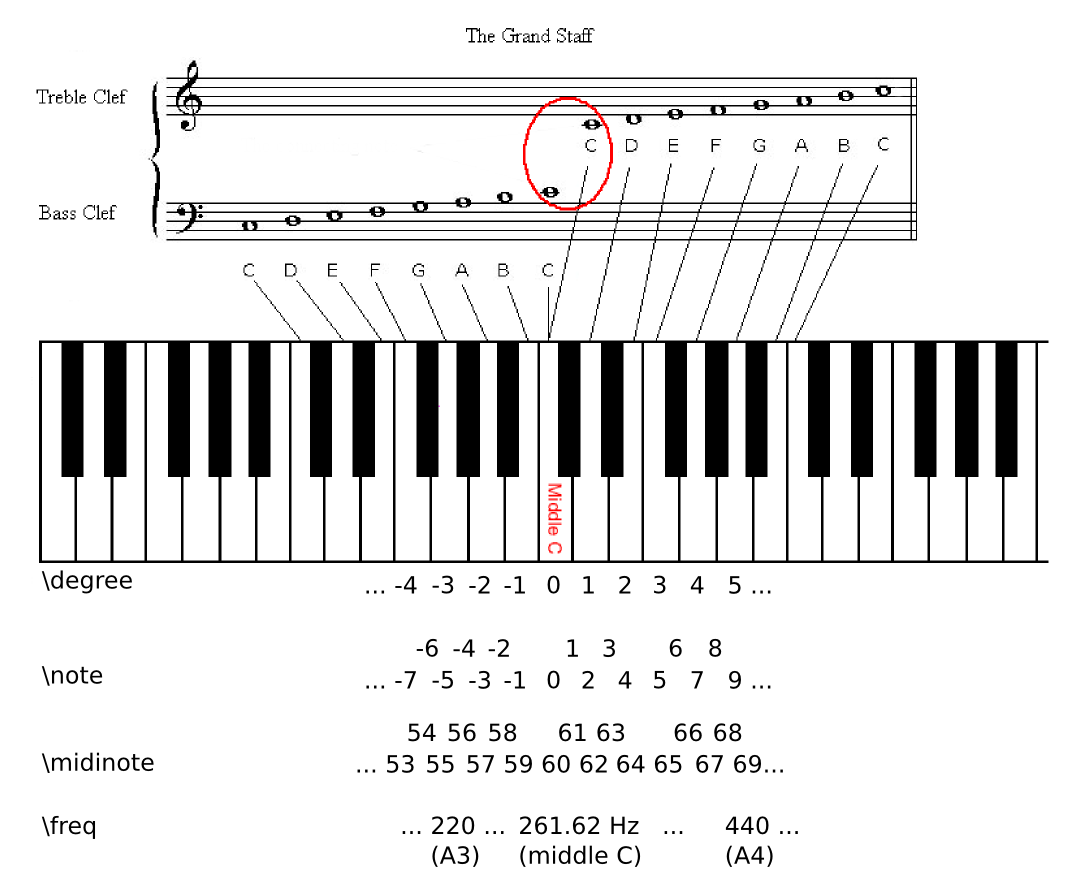 The Grand Staff
Treble Clef
C D E F G A B C
Bass Clef
C D E F G A B C
Middle C
\degree
... -4 -3 -2 -1 0 1 2 3 4 5 ...
-6 -4 -2 1 3 6 8
\note
... -7 -5 -3 -1 0 2 4 5 7 9 ...
54 56 58 61 63 66 68
\midinote
... 53 55 57 59 60 62 64 65 67 69...
\freq
... 220 ... 261.62 Hz ... 440 ...
(A3) (middle C) (A4)